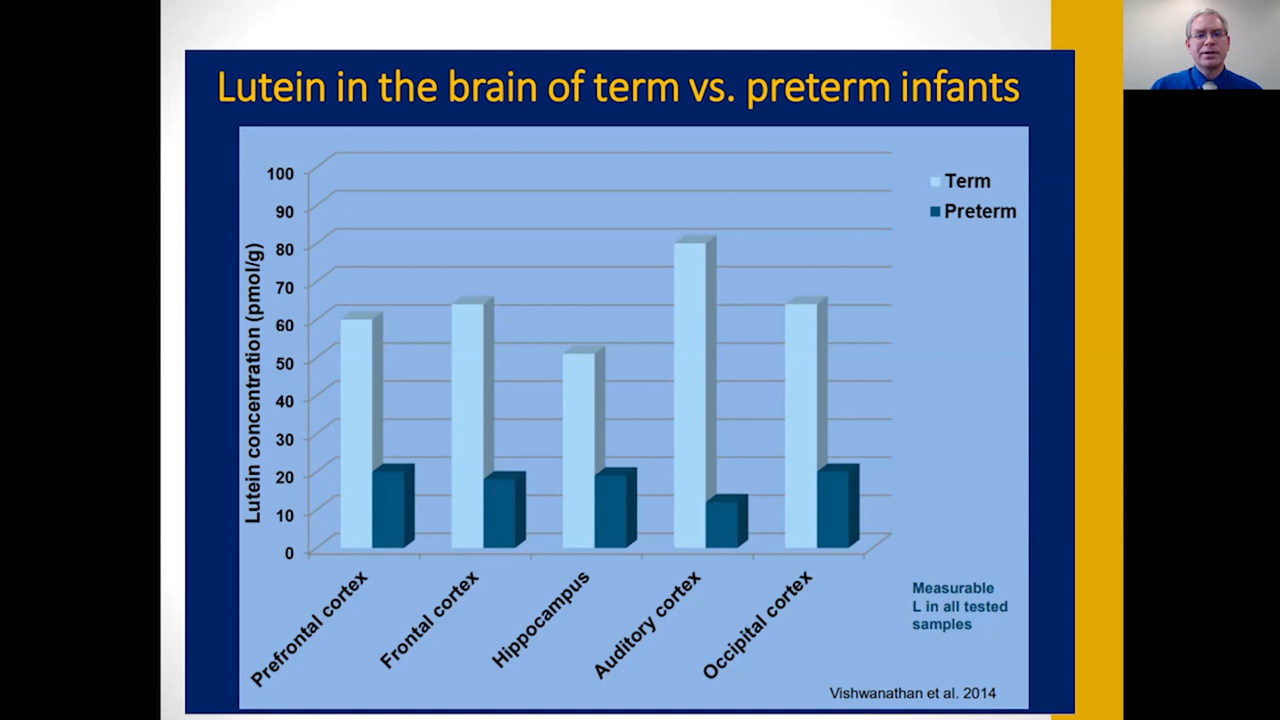 Lutein in the brain of term vs. preterm infants
Lutein concentration (pmol/g)
100
90
80
70
60
50
40
30
20
10
0
Term
Preterm
Prefrontal cortex
Frontal cortex
Hippocampus
Auditory cortex
Occipital cortex
Measurable
L in all tested
samples
Vishwanathan et al. 2014